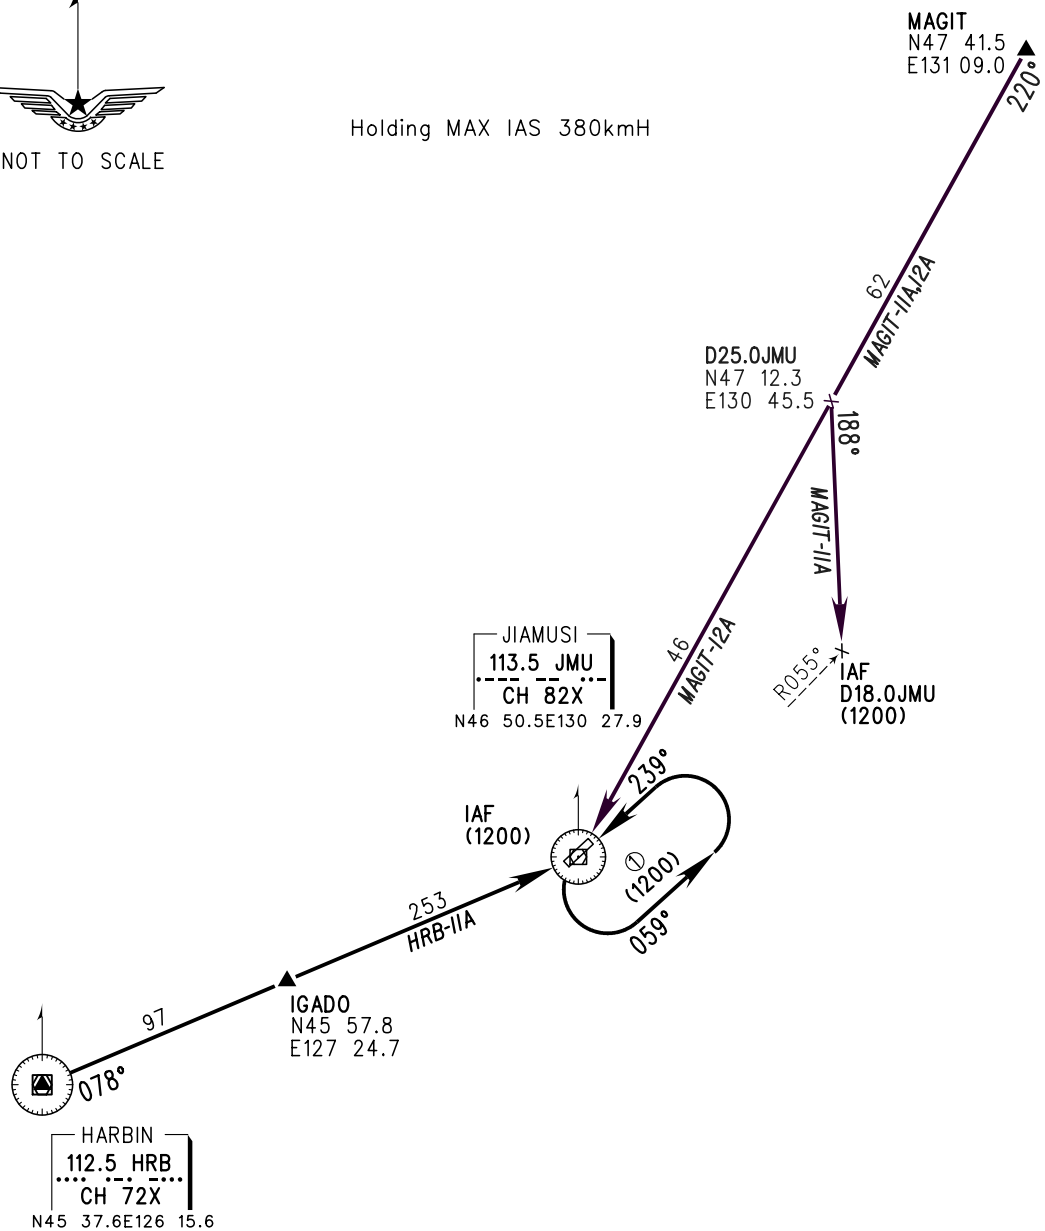 MAGIT
N47 41.5
E131 09.0
220°
Holding MAX IAS 380kmH
NOT TO SCALE
62
MAGIT-11A,12A
D25.0JMU
N47 12.3
E130 45.5
188°
MAGIT-11A
46
MAGIT-12A
JIAMUSI
113.5 JMU
CH 82X
N46 50.5E130 27.9
R055°
IAF
D18.0JMU
(1200)
239°
IAF
(1200)
1
(1200)
059°
253
HRB-11A
IGADO
N45 57.8
E127 24.7
97
078°
HARBIN
112.5 HRB
CH 72X
N45 37.6E126 15.6